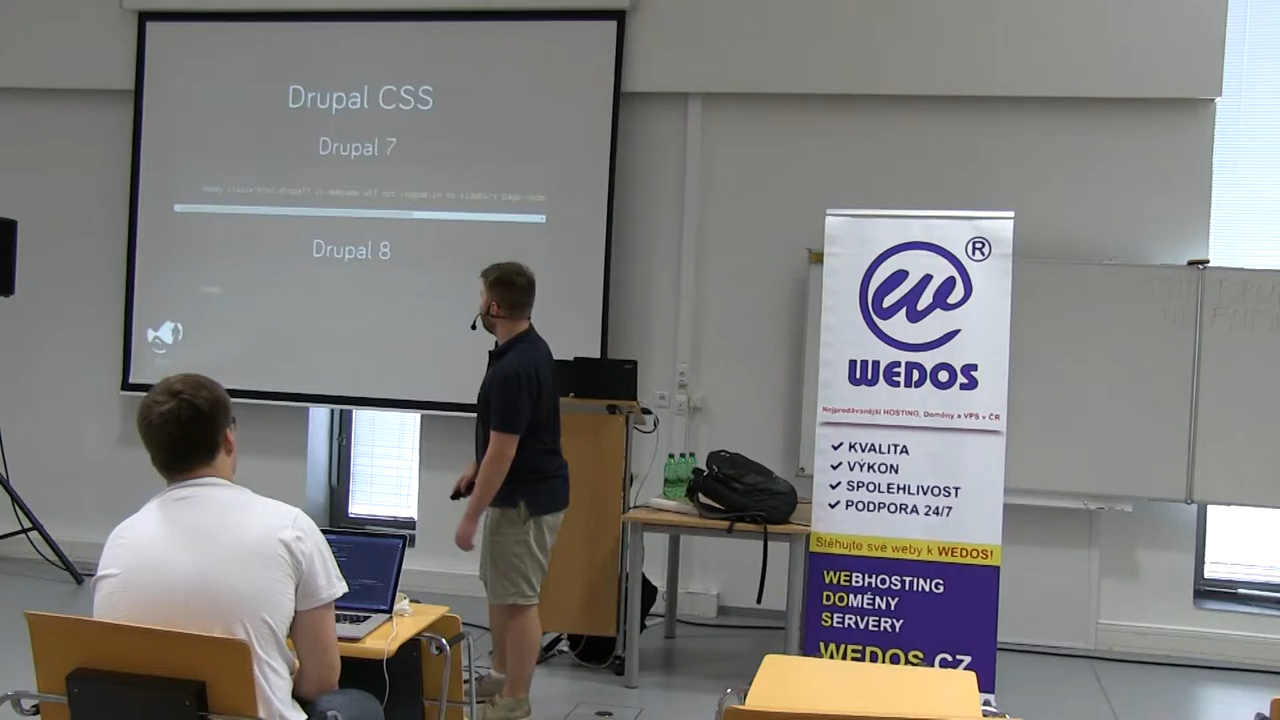 Drupal CSS
Drupal 7
Drupal 8
®
WEDOS
Nejprodávanější HOSTING, Domény a VPS v ČR
✓ KVALITA
✓ VÝKON
✓ SPOLEHLIVOST
✓ PODPORA 24/7
Stěhujte své weby k WEDOS!
WEBHOSTING
DOMÉNY
SERVERY
WEDOS.CZ